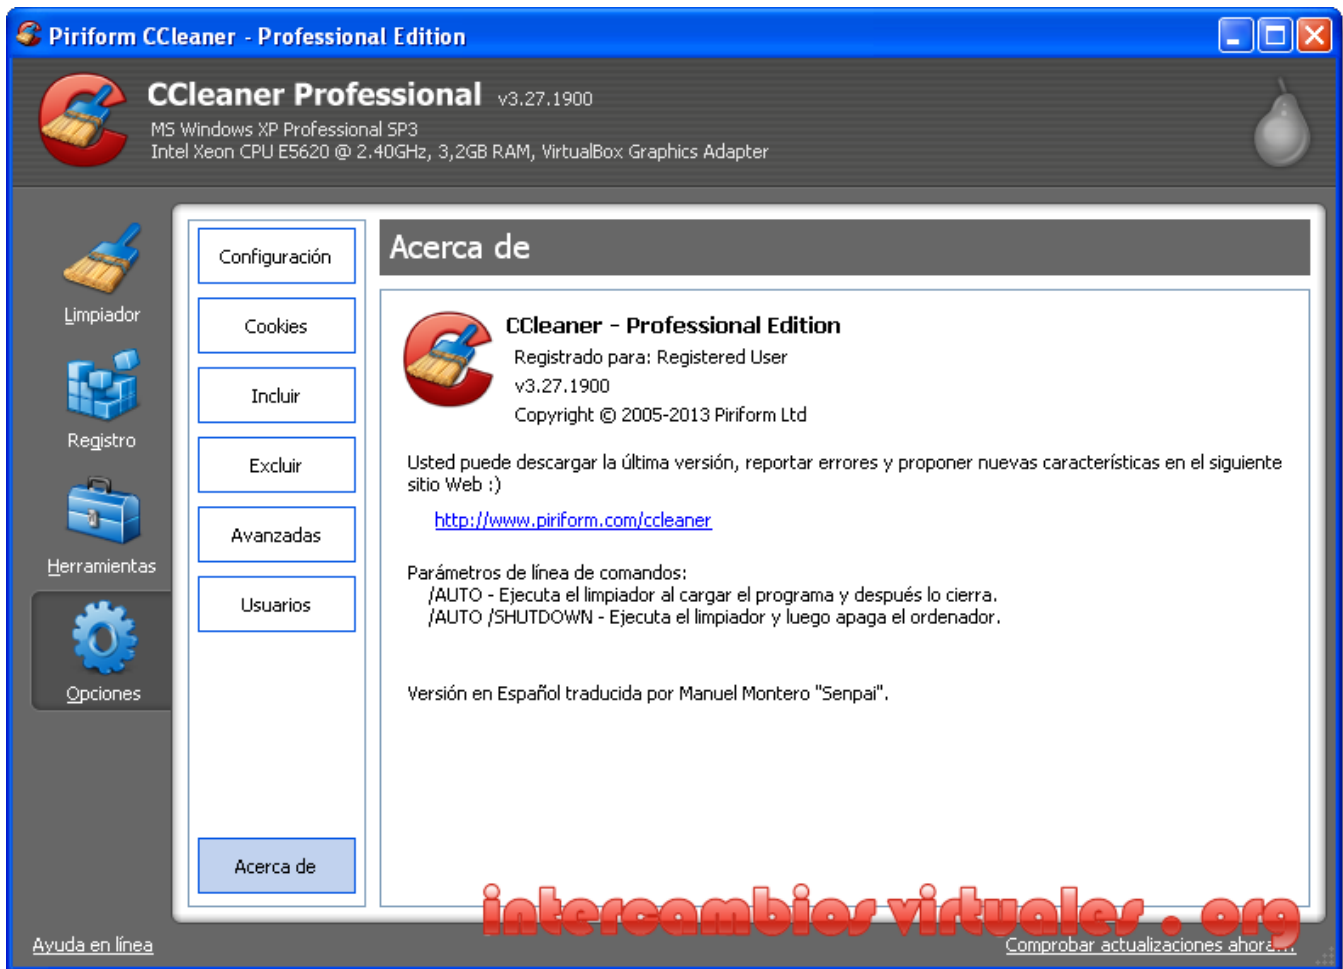 Piriform CCleaner - Professional Edition
CCleaner Professional v3.27.1900
MS Windows XP Professional SP3
Intel Xeon CPU E5620 @ 2.40GHz, 3,2GB RAM, VirtualBox Graphics Adapter
Limpiador
Registro
Herramientas
Opciones
Configuración
Cookies
Incluir
Excluir
Avanzadas
Usuarios
Acerca de
Acerca de
CCleaner - Professional Edition
Registrado para: Registered User
v3.27.1900
Copyright © 2005-2013 Piriform Ltd
Usted puede descargar la última versión, reportar errores y proponer nuevas características en el siguiente
sitio Web :)
http://www.piriform.com/ccleaner
Parámetros de línea de comandos:
/AUTO - Ejecuta el limpiador al cargar el programa y después lo cierra.
/AUTO /SHUTDOWN - Ejecuta el limpiador y luego apaga el ordenador.
Versión en Español traducida por Manuel Montero "Senpai".
intercambios virtuales . org
Ayuda en línea
Comprobar actualizaciones ahora...